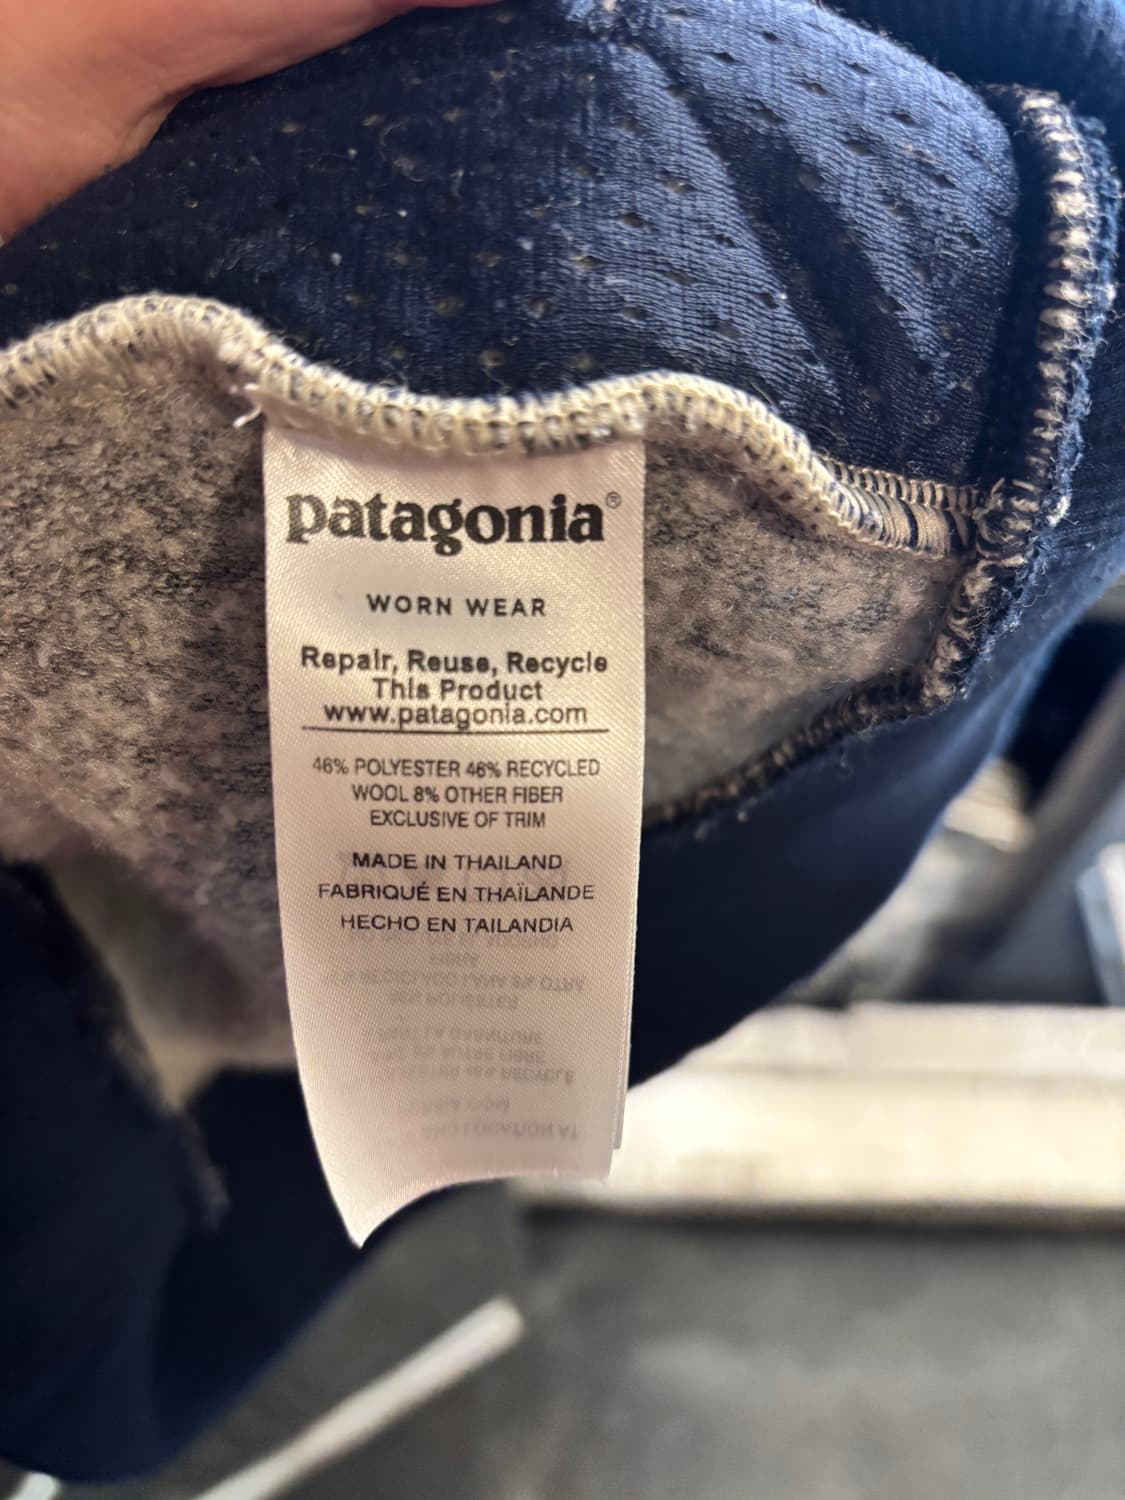 patagonia®
WORN WEAR
Repair, Reuse, Recycle
This Product
www.patagonia.com
46% POLYESTER 46% RECYCLED
WOOL 8% OTHER FIBER
EXCLUSIVE OF TRIM
MADE IN THAILAND
FABRIQUÉ EN THAÏLANDE
HECHO EN TAILANDIA